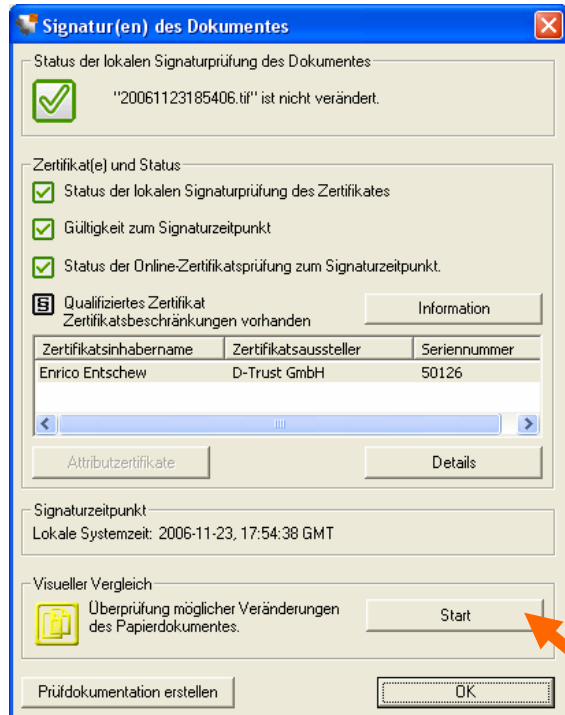 Signatur(en) des Dokumentes
Status der lokalen Signaturprüfung des Dokumentes
"20061123185406.tif" ist nicht verändert.
Zertifikat(e) und Status
Status der lokalen Signaturprüfung des Zertifikates
Gültigkeit zum Signaturzeitpunkt
Status der Online-Zertifikatsprüfung zum Signaturzeitpunkt.
§ Qualifiziertes Zertifikat
Zertifikatsbeschränkungen vorhanden
Information
Zertifikatsinhabername Zertifikatsaussteller Seriennummer
Enrico Entschew D-Trust GmbH 50126
Attributzertifikate Details
Signaturzeitpunkt
Lokale Systemzeit: 2006-11-23, 17:54:38 GMT
Visueller Vergleich
Überprüfung möglicher Veränderungen
des Papierdokumentes.
Start
Prüfdokumentation erstellen OK